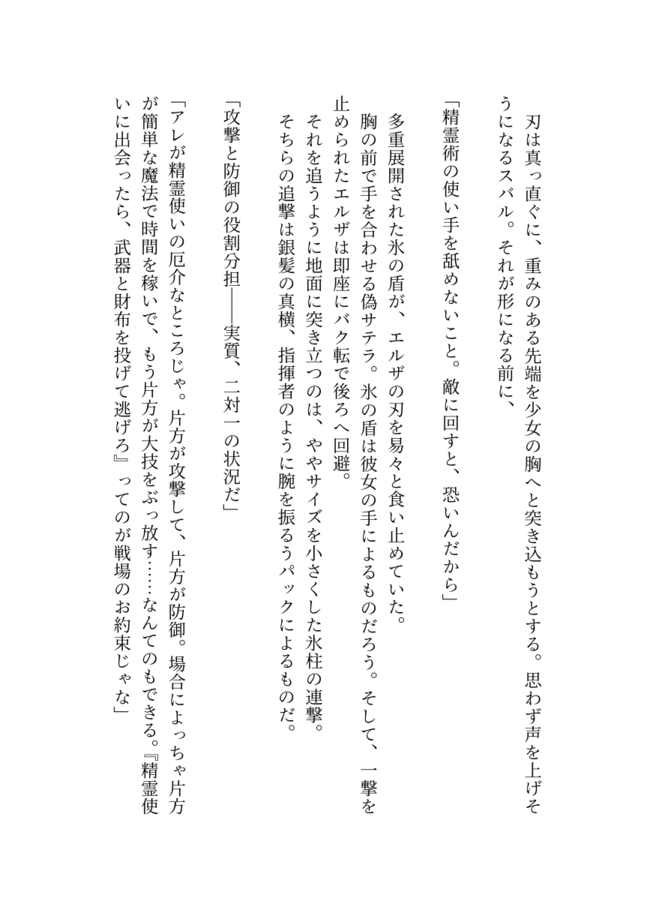 刃は真っ直ぐに、重みのある先端を少女の胸へと突き込もうとする。思わず声を上げそ
うになるスバル。それが形になる前に、
「精霊術の使い手を舐めないこと。敵に回すと、恐いんだから」
　多重展開された氷の盾が、エルザの刃を易々と食い止めていた。
　胸の前で手を合わせる偽サテラ。氷の盾は彼女の手によるものだろう。そして、一撃を
止められたエルザは即座にバク転で後ろへ回避。
　それを追うように地面に突き立つのは、ややサイズを小さくした氷柱の連撃。
　そちらの追撃は銀髪の真横、指揮者のように腕を振るうパックによるものだ。
「攻撃と防御の役割分担――実質、二対一の状況だ」
「アレが精霊使いの厄介なところじゃ。片方が攻撃して、片方が防御。場合によっちゃ片方
が簡単な魔法で時間を稼いで、もう片方が大技をぶっ放す……なんてのもできる。『精霊使
いに出会ったら、武器と財布を投げて逃げろ』ってのが戦場のお約束じゃな」